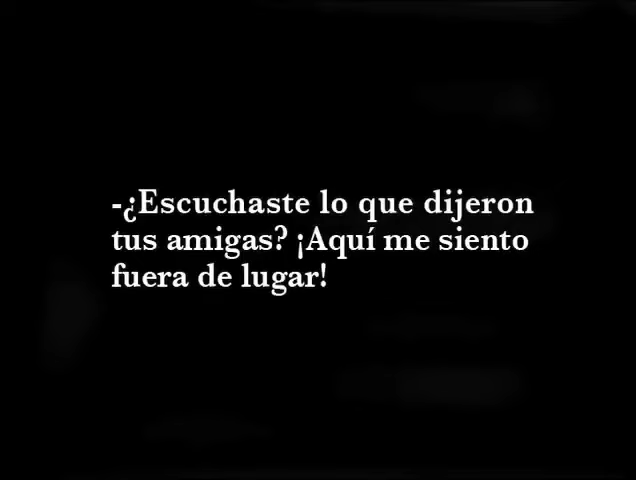 -¿Escuchaste lo que dijeron
tus amigas? ¡Aquí me siento
fuera de lugar!